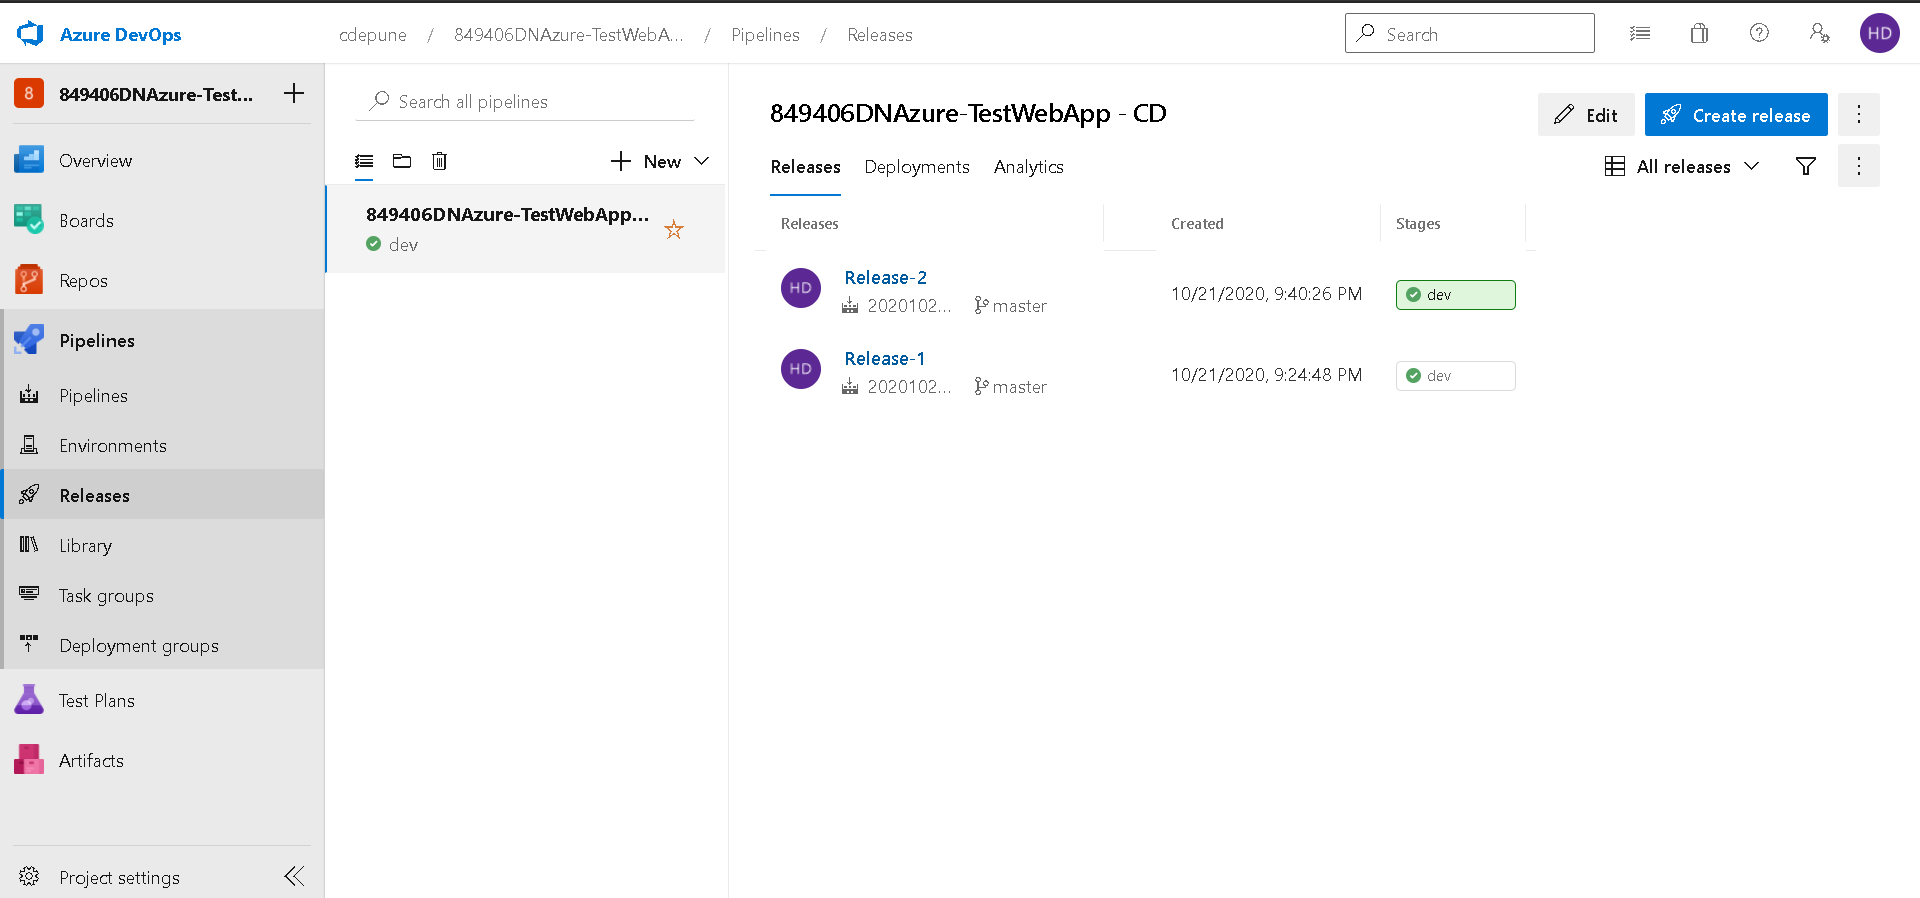 Azure DevOps
cdepune / 849406DNAzure-TestWebA... / Pipelines / Releases
Search
HD
8 849406DNAzure-Test...
Overview
Boards
Repos
Pipelines
Pipelines
Environments
Releases
Library
Task groups
Deployment groups
Test Plans
Artifacts
Project settings
Search all pipelines
New
849406DNAzure-TestWebApp...
dev
849406DNAzure-TestWebApp - CD
Edit
Create release
Releases Deployments Analytics
All releases
Releases Created Stages
HD Release-2
2020102... master
10/21/2020, 9:40:26 PM
dev
HD Release-1
2020102... master
10/21/2020, 9:24:48 PM
dev